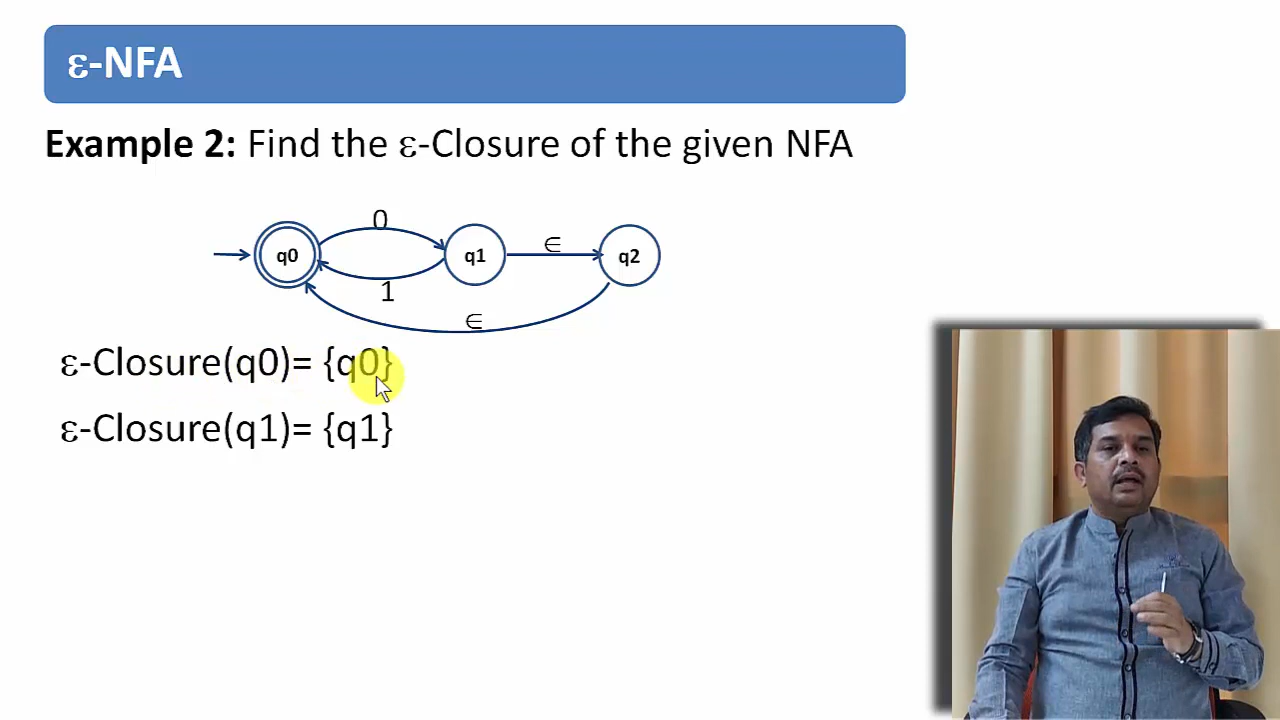 ε-NFA
Example 2: Find the ε-Closure of the given NFA
0
q0
q1
∈
q2
1
∈
ε-Closure(q0)= {q0}
ε-Closure(q1)= {q1}